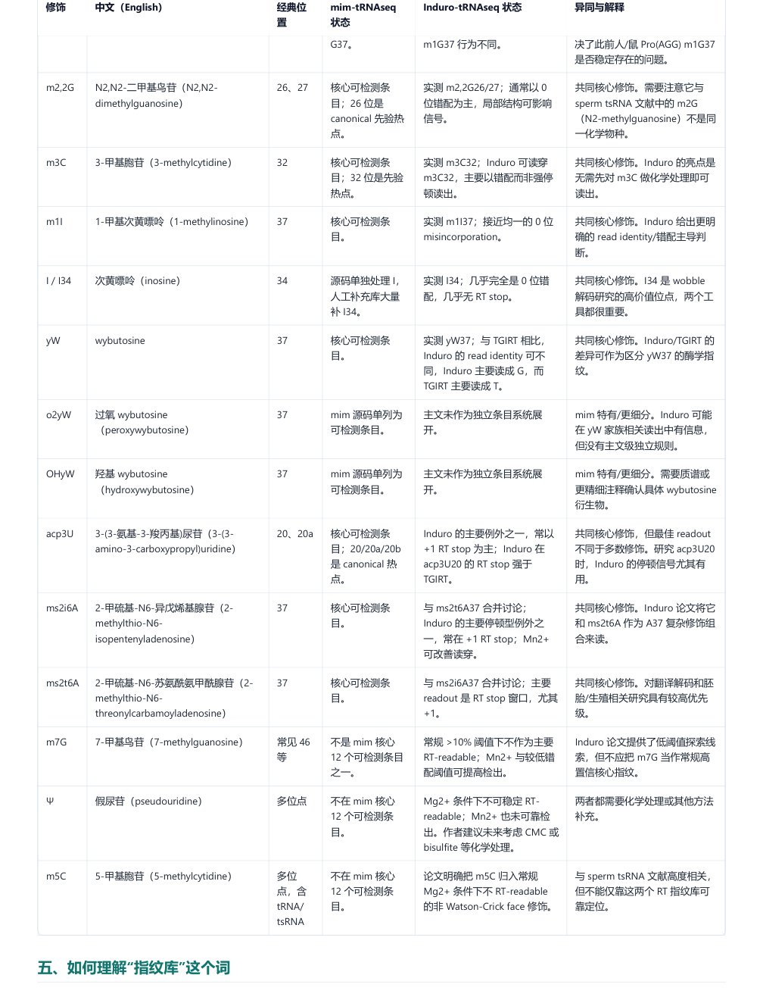 修饰 中文（English） 经典位 mim-tRNAseq Induro-tRNAseq 状态 异同与解释
置 状态
G37。 m1G37 行为不同。 决了此前人/鼠 Pro(AGG) m1G37
是否稳定存在的问题。
m2,2G N2,N2-二甲基鸟苷（N2,N2- 26、27 核心可检测条 实测 m2,2G26/27；通常以 0 共同核心修饰。需要注意它与
dimethylguanosine） 目；26 位是 位错配为主，局部结构可影响 sperm tsRNA 文献中的 m2G
canonical 先验热 信号。 （N2-methylguanosine）不是同
点。 一化学物种。
m3C 3-甲基胞苷（3-methylcytidine） 32 核心可检测条 实测 m3C32；Induro 可读穿 共同核心修饰。Induro 的亮点是
目；32 位是先验 m3C32，主要以错配而非强停 无需先对 m3C 做化学处理即可
热点。 顿读出。 读出。
m1I 1-甲基次黄嘌呤（1-methylinosine） 37 核心可检测条 实测 m1I37；接近均一的 0 位 共同核心修饰。Induro 给出更明
目。 misincorporation。 确的 read identity/错配主导判
断。
I / I34 次黄嘌呤（inosine） 34 源码单独处理 I， 实测 I34；几乎完全是 0 位错 共同核心修饰。I34 是 wobble
人工补充库大量 配，几乎无 RT stop。 解码研究的高价值位点，两个工
补 I34。 具都很重要。
yW wybutosine 37 核心可检测条 实测 yW37；与 TGIRT 相比， 共同核心修饰。Induro/TGIRT 的
目。 Induro 的 read identity 可不 差异可作为区分 yW37 的酶学指
同，Induro 主要读成 G，而 纹。
TGIRT 主要读成 T。
o2yW 过氧 wybutosine 37 mim 源码单列为 主文未作为独立条目系统展 mim 特有/更细分。Induro 可能
（peroxywybutosine） 可检测条目。 开。 在 yW 家族相关读出中有信息，
但没有主文级独立规则。
OHyW 羟基 wybutosine 37 mim 源码单列为 主文未作为独立条目系统展 mim 特有/更细分。需要质谱或
（hydroxywybutosine） 可检测条目。 开。 更精细注释确认具体 wybutosine
衍生物。
acp3U 3-(3-氨基-3-羧丙基)尿苷（3-(3- 20、20a 核心可检测条 Induro 的主要例外之一，常以 共同核心修饰，但最佳 readout
amino-3-carboxypropyl)uridine） 目；20/20a/20b +1 RT stop 为主；Induro 在 不同于多数修饰。研究 acp3U20
是 canonical 热 acp3U20 的 RT stop 强于 时，Induro 的停顿信号尤其有
点。 TGIRT。 用。
ms2i6A 2-甲硫基-N6-异戊烯基腺苷（2- 37 核心可检测条 与 ms2t6A37 合并讨论； 共同核心修饰。Induro 论文将它
methylthio-N6- 目。 Induro 的主要停顿型例外之 和 ms2t6A 作为 A37 复杂修饰组
isopentenyladenosine） 一，常在 +1 RT stop；Mn2+ 合来读。
可改善读穿。
ms2t6A 2-甲硫基-N6-苏氨酰氨甲酰腺苷（2- 37 核心可检测条 与 ms2i6A37 合并讨论；主要 共同核心修饰。对翻译解码和胚
methylthio-N6- 目。 readout 是 RT stop 窗口，尤其 胎/生殖相关研究具有较高优先
threonylcarbamoyladenosine） +1。 级。
m7G 7-甲基鸟苷（7-methylguanosine） 常见 46 不是 mim 核心 常规 >10% 阈值下不作为主要 Induro 论文提供了低阈值探索线
等 12 个可检测条目 RT-readable；Mn2+ 与较低错 索，但不应把 m7G 当作常规高
之一。 配阈值可提高检出。 置信核心指纹。
Ψ 假尿苷（pseudouridine） 多位点 不在 mim 核心 Mg2+ 条件下不可稳定 RT- 两者都需要化学处理或其他方法
12 个可检测条 readable；Mn2+ 也未可靠检 补充。
目。 出。作者建议未来考虑 CMC 或
bisulfite 等化学处理。
m5C 5-甲基胞苷（5-methylcytidine） 多位 不在 mim 核心 论文明确把 m5C 归入常规 与 sperm tsRNA 文献高度相关，
点，含 12 个可检测条 Mg2+ 条件下不 RT-readable 但不能仅靠这两个 RT 指纹库可
tRNA/ 目。 的非 Watson-Crick face 修饰。 靠定位。
tsRNA
五、如何理解“指纹库”这个词